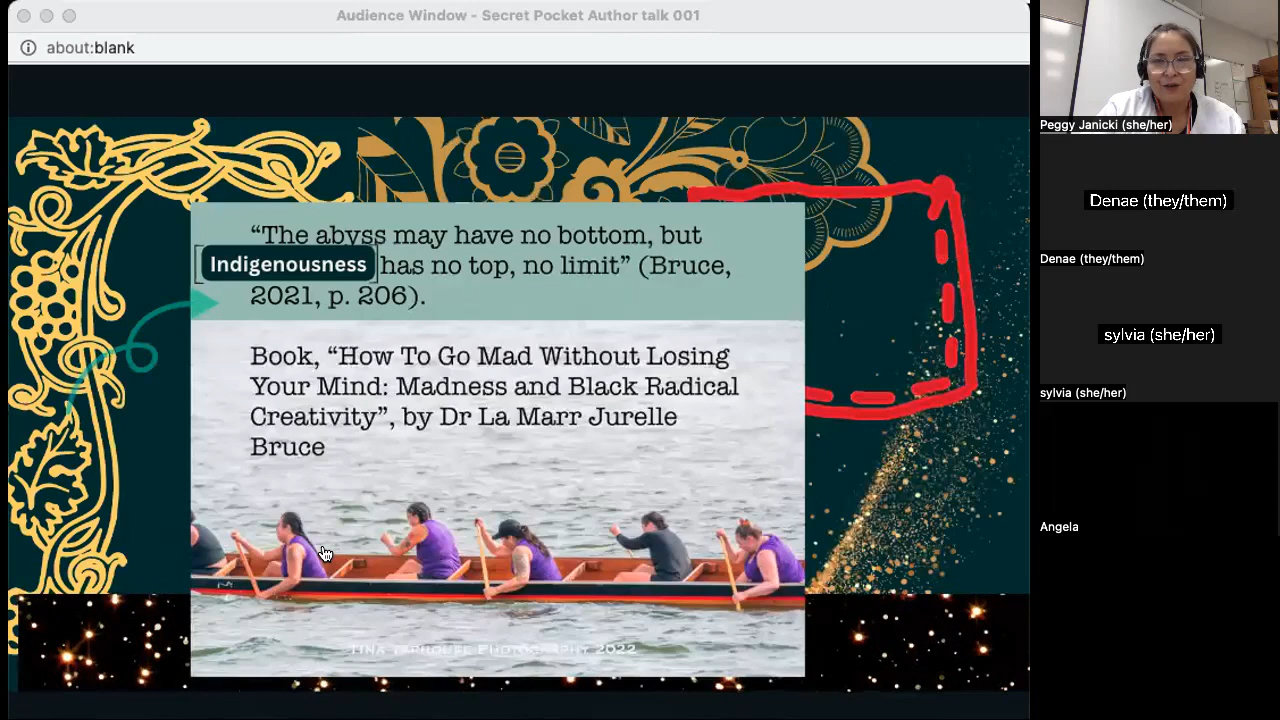 Audience Window - Secret Pocket Author talk 001
about:blank
“The abyss may have no bottom, but
[Indigenousness] has no top, no limit” (Bruce,
2021, p. 206).
Book, “How To Go Mad Without Losing
Your Mind: Madness and Black Radical
Creativity”, by Dr La Marr Jurelle
Bruce
Photography 2022
Peggy Janicki (she/her)
Denae (they/them)
Denae (they/them)
sylvia (she/her)
sylvia (she/her)
Angela